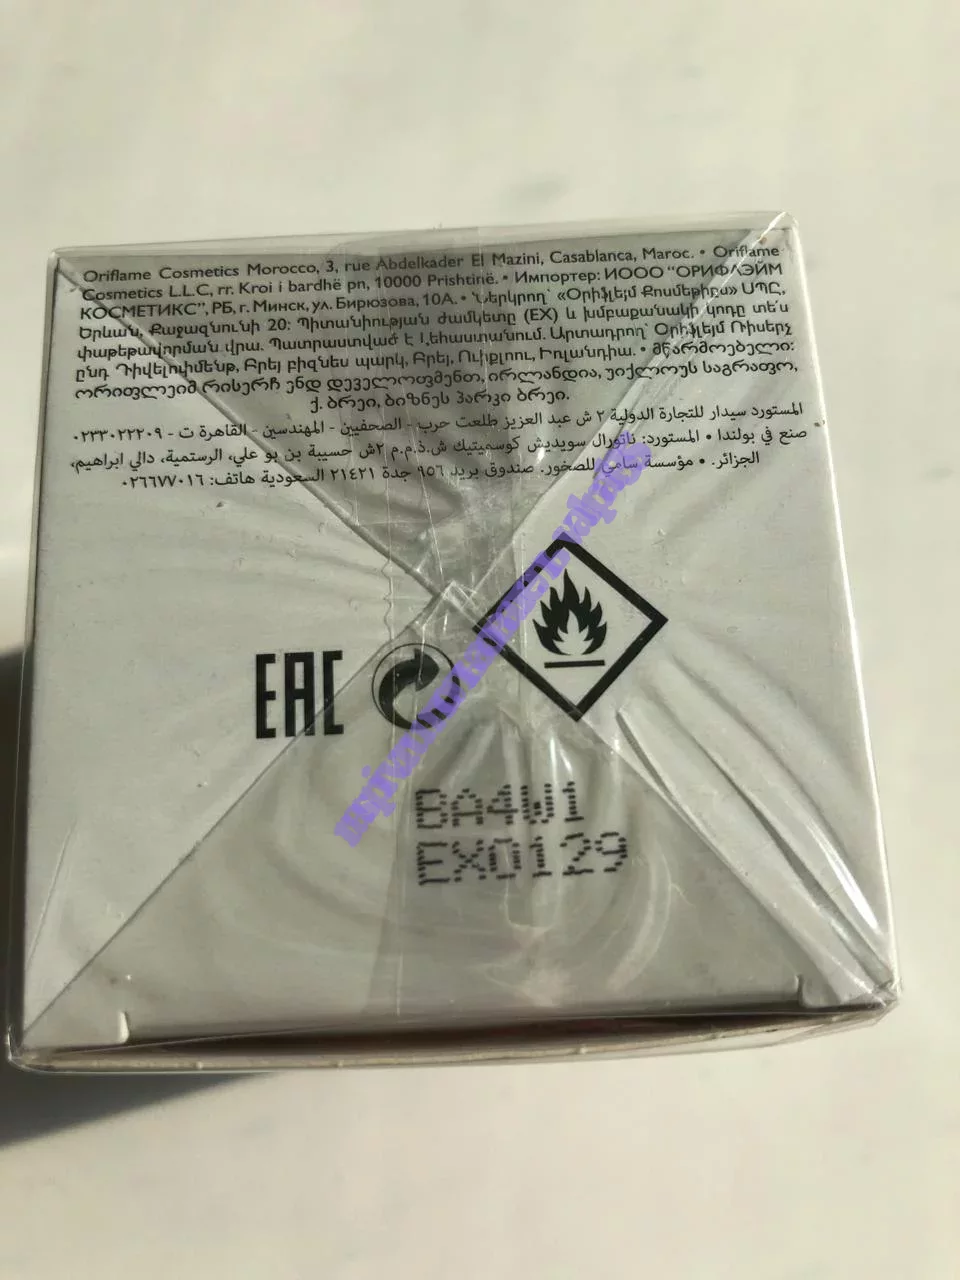 Oriflame Cosmetics Morocco, 3, rue Abdelkader El Mazini, Casablanca, Maroc. • Oriflame
Cosmetics L.L.C, rr. Kroi i bardhë pn, 10000 Prishtinë. • Импортер: ИООО "ОРИФЛЭЙМ
КОСМЕТИКС", РБ, г. Минск, ул. Бирюзова, 10А. • Ներկրող՝ «Օրիֆլեյմ Քոսմեթիքս» ՍՊԸ,
Երևան, Քաջազնունի 20: Պիտանիության ժամկետը (EX) և խմբաքանակի կոդը տե՛ս
փաթեթավորման վրա. Պատրաստված է Լեհաստանում. Արտադրող՝ Օրիֆլեյմ Ռիսերչ
ընդ Դիվելոփմենթ, Բրեյ բիզնես պարկ, Բրեյ, Ուիքլոու, Իռլանդիա. • მწარმოებელი:
ორიფლეიმ რისერჩ ენდ დეველოფმენთ, ირლანდია, უიქლოუს საგრაფო,
ქ. ბრეი, ბიზნეს პარკი ბრეი.
المستورد سيدار للتجارة الدولية ٢ ش عبد العزيز طلعت حرب - الصحفيين - المهندسين - القاهرة ت - ٠٢٣٣٠٢٢٢٠٩
صنع في بولندا • المستورد: ناتورال سويديش كوسميتيك ش.ذ.م.م ٢ش حسيبة بن بو علي، الرستمية، دالي ابراهيم،
الجزائر. • مؤسسة سامي للصخور. صندوق بريد ٩٥٦ جدة ٢١٤٢١ السعودية هاتف: ٠٢٦٦٧٧٠١٦
EAC
BA4WL
EX0129